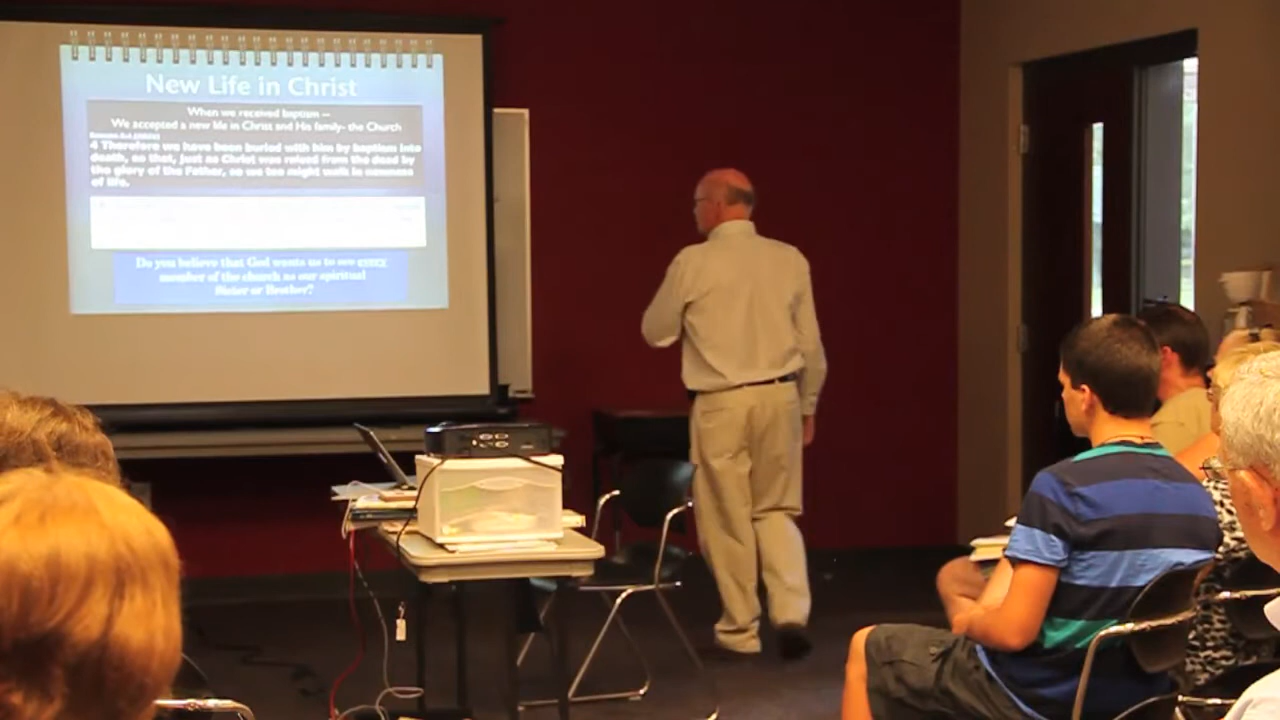 New Life in Christ
When we received baptism –
We accepted a new life in Christ and His family- the Church
4 Therefore we have been buried with him by baptism into
death, so that, just as Christ was raised from the dead by
the glory of the Father, so we too might walk in newness
of life.
Do you believe that God wants us to see every
member of the church as our spiritual
Sister or Brother?